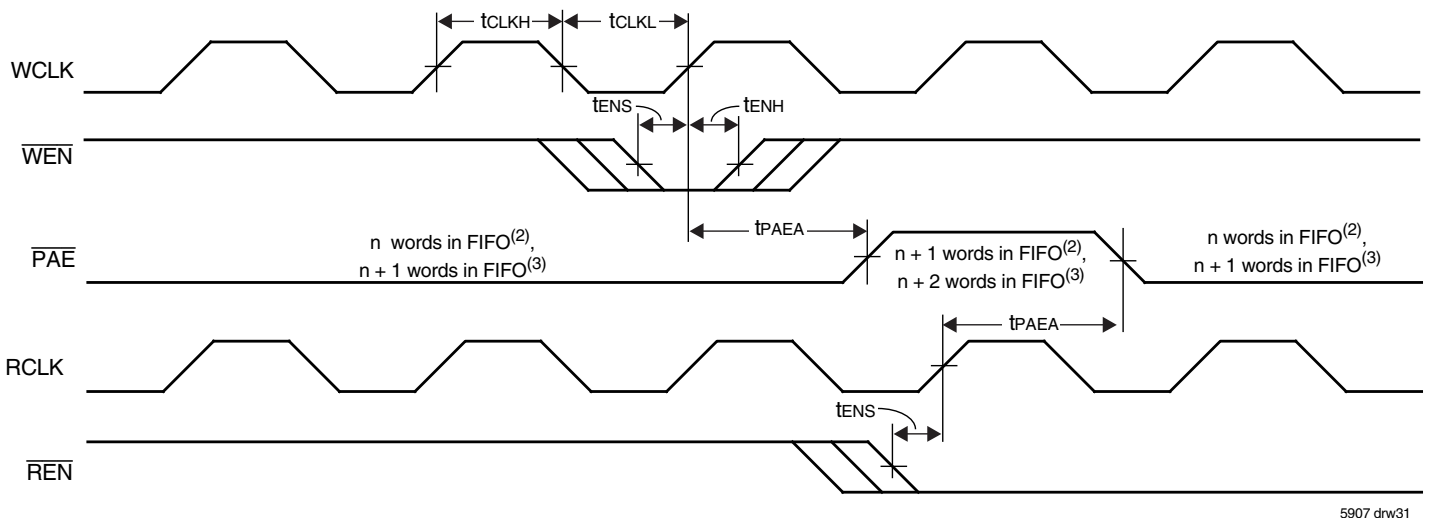 tCLKH tCLKL
WCLK
tENS tENH
WEN
tPAEA
PAE
n words in FIFO(2),
n + 1 words in FIFO(3)
n + 1 words in FIFO(2),
n + 2 words in FIFO(3)
n words in FIFO(2),
n + 1 words in FIFO(3)
tPAEA
RCLK
tENS
REN
5907 drw31